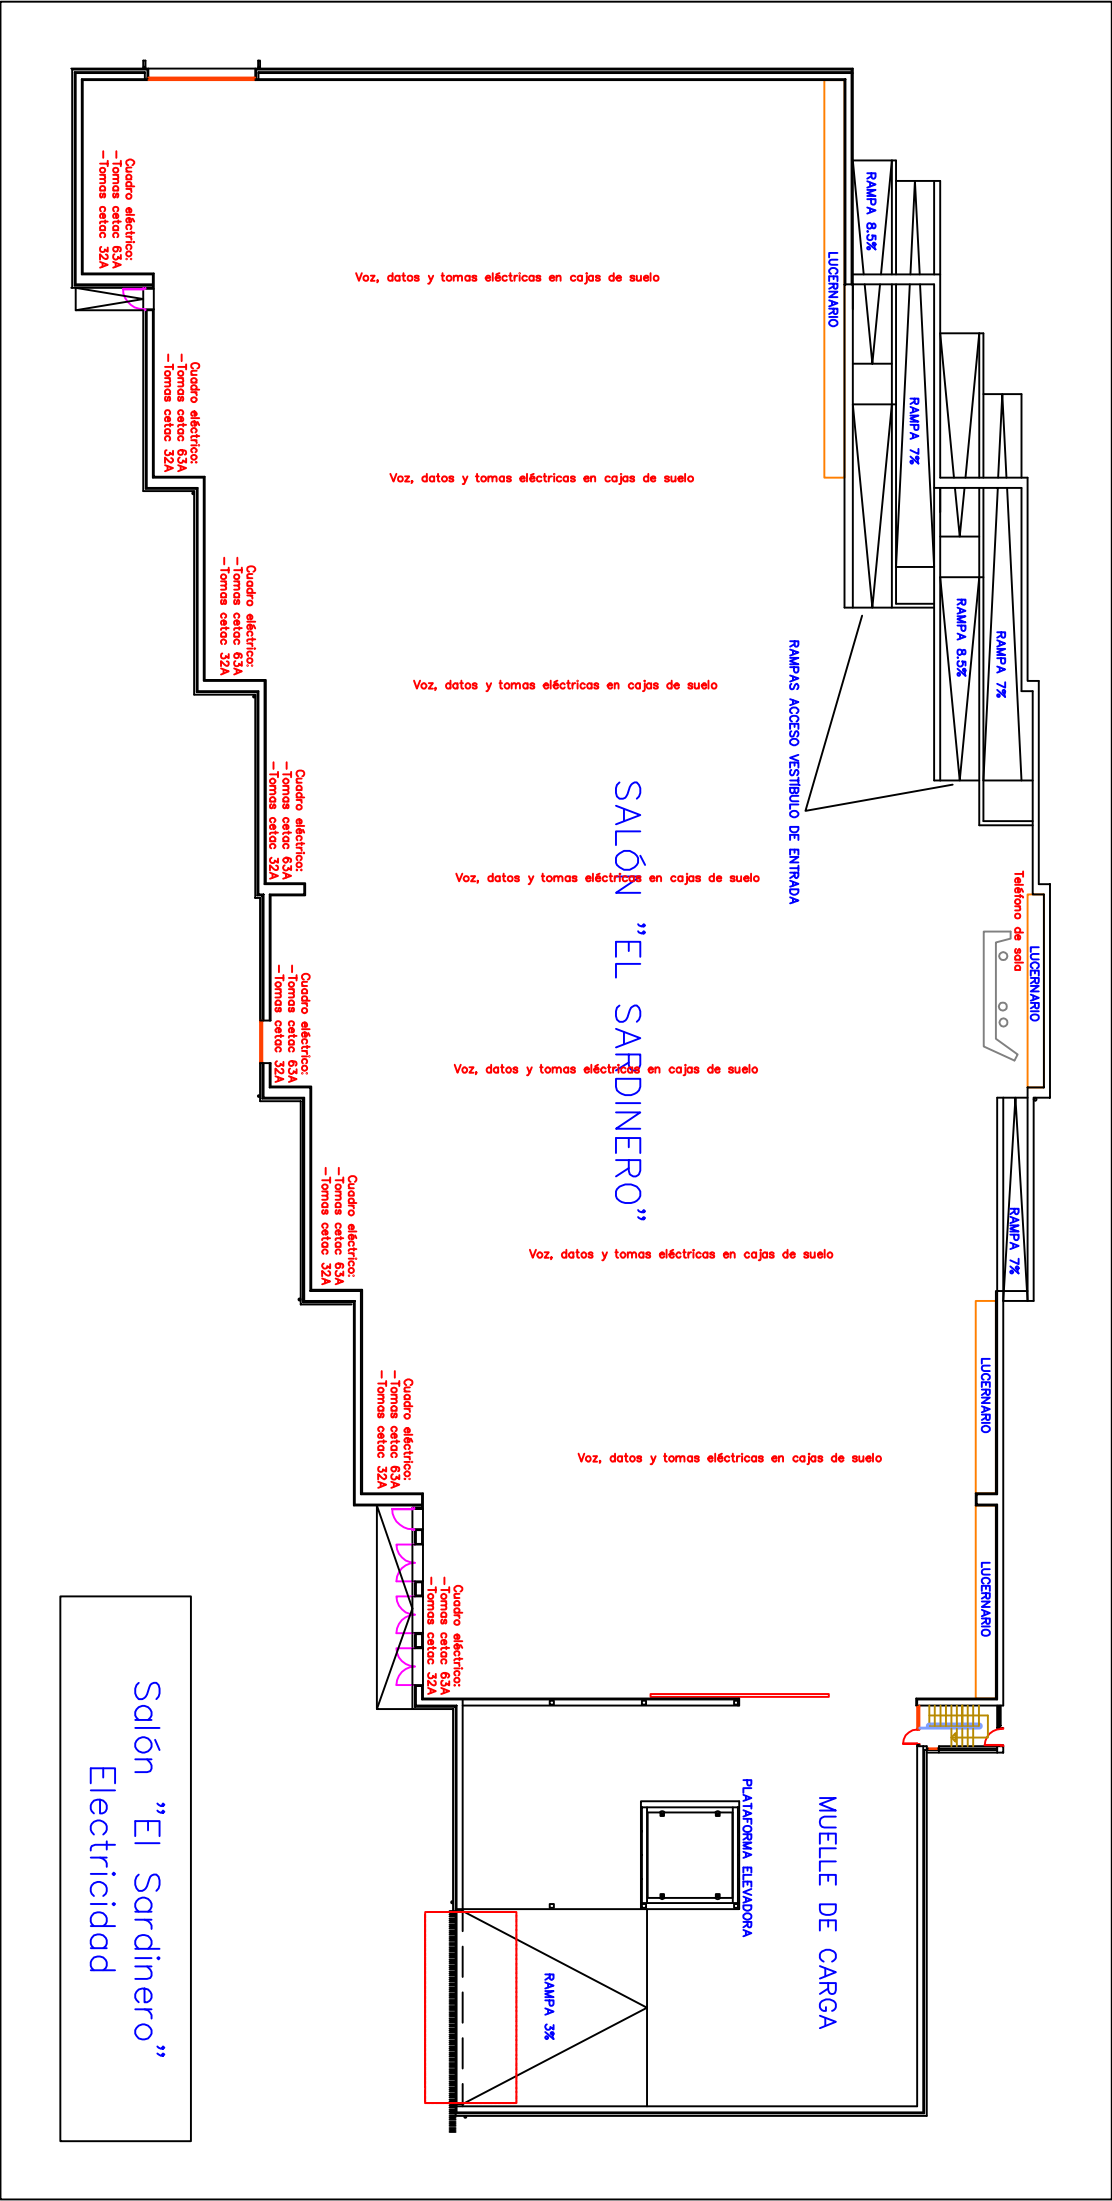 RAMPA 8.5%
LUCERNARIO
RAMPA 7%
RAMPA 8.5%
RAMPA 7%
RAMPAS ACCESO VESTÍBULO DE ENTRADA
Teléfono de sala
LUCERNARIO
RAMPA 7%
LUCERNARIO
LUCERNARIO
Cuadro eléctrico:
-Tomas cetac 63A
-Tomas cetac 32A
Cuadro eléctrico:
-Tomas cetac 63A
-Tomas cetac 32A
Cuadro eléctrico:
-Tomas cetac 63A
-Tomas cetac 32A
Cuadro eléctrico:
-Tomas cetac 63A
-Tomas cetac 32A
Cuadro eléctrico:
-Tomas cetac 63A
-Tomas cetac 32A
Cuadro eléctrico:
-Tomas cetac 63A
-Tomas cetac 32A
Cuadro eléctrico:
-Tomas cetac 63A
-Tomas cetac 32A
Cuadro eléctrico:
-Tomas cetac 63A
-Tomas cetac 32A
Voz, datos y tomas eléctricas en cajas de suelo
Voz, datos y tomas eléctricas en cajas de suelo
Voz, datos y tomas eléctricas en cajas de suelo
Voz, datos y tomas eléctricas en cajas de suelo
Voz, datos y tomas eléctricas en cajas de suelo
Voz, datos y tomas eléctricas en cajas de suelo
Voz, datos y tomas eléctricas en cajas de suelo
SALÓN "EL SARDINERO"
MUELLE DE CARGA
PLATAFORMA ELEVADORA
RAMPA 3%
Salón "El Sardinero"
Electricidad